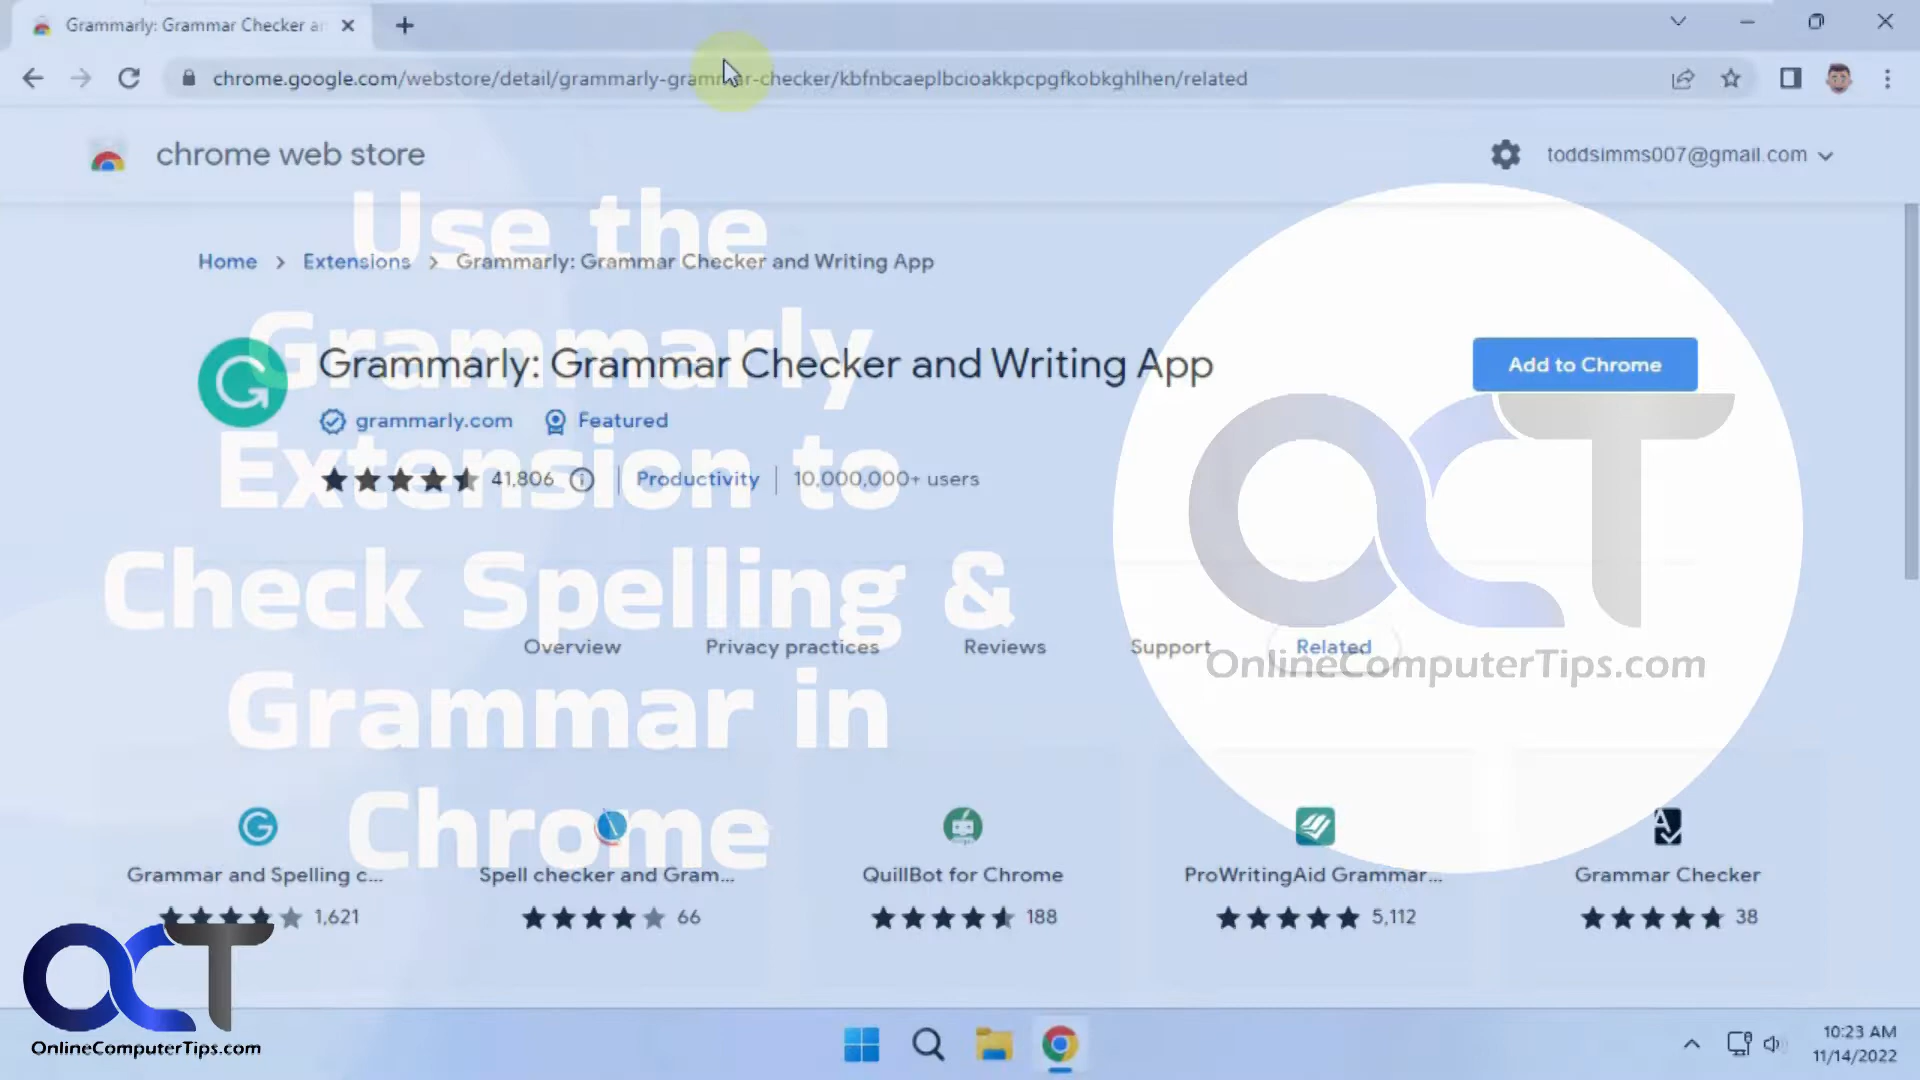 Grammarly: Grammar Checker ar
chrome.google.com/webstore/detail/grammarly-grammar-checker/kbfnbcaeplbcioakkpcpgfkobkghlhen/related
chrome web store
toddsimms007@gmail.com
Use the
Grammarly
Extension to
Check Spelling &
Grammar in
Chrome
Home > Extensions > Grammarly: Grammar Checker and Writing App
Grammarly: Grammar Checker and Writing App
Add to Chrome
grammarly.com Featured
41,806 Productivity 10,000,000+ users
OCT
OnlineComputerTips.com
Overview Privacy practices Reviews Support Related
Grammar and Spelling c...
1,621
Spell checker and Gram...
66
QuillBot for Chrome
188
ProWritingAid Grammar...
5,112
Grammar Checker
38
OCT
OnlineComputerTips.com
10:23 AM
11/14/2022